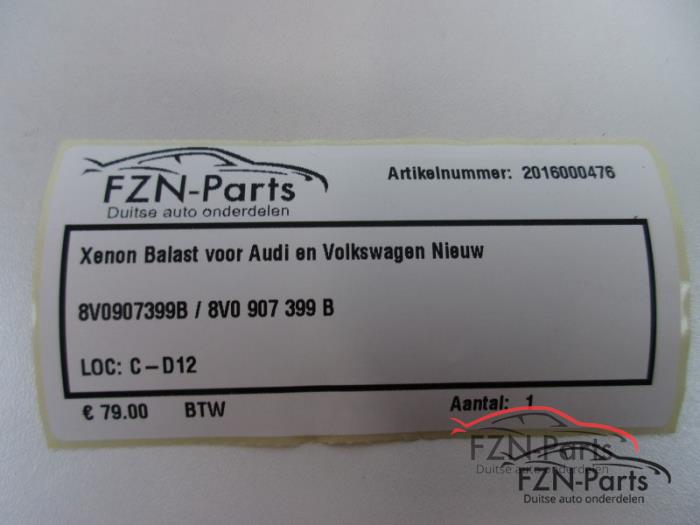 FZN-Parts
Duitse auto onderdelen
Artikelnummer: 2016000476
Xenon Balast voor Audi en Volkswagen Nieuw
8V0907399B / 8V0 907 399 B
LOC: C-D12
€ 79.00 BTW
Aantal: 1
FZN-Parts
Duitse auto onderdelen
FZN-Parts
Duitse auto onderdelen